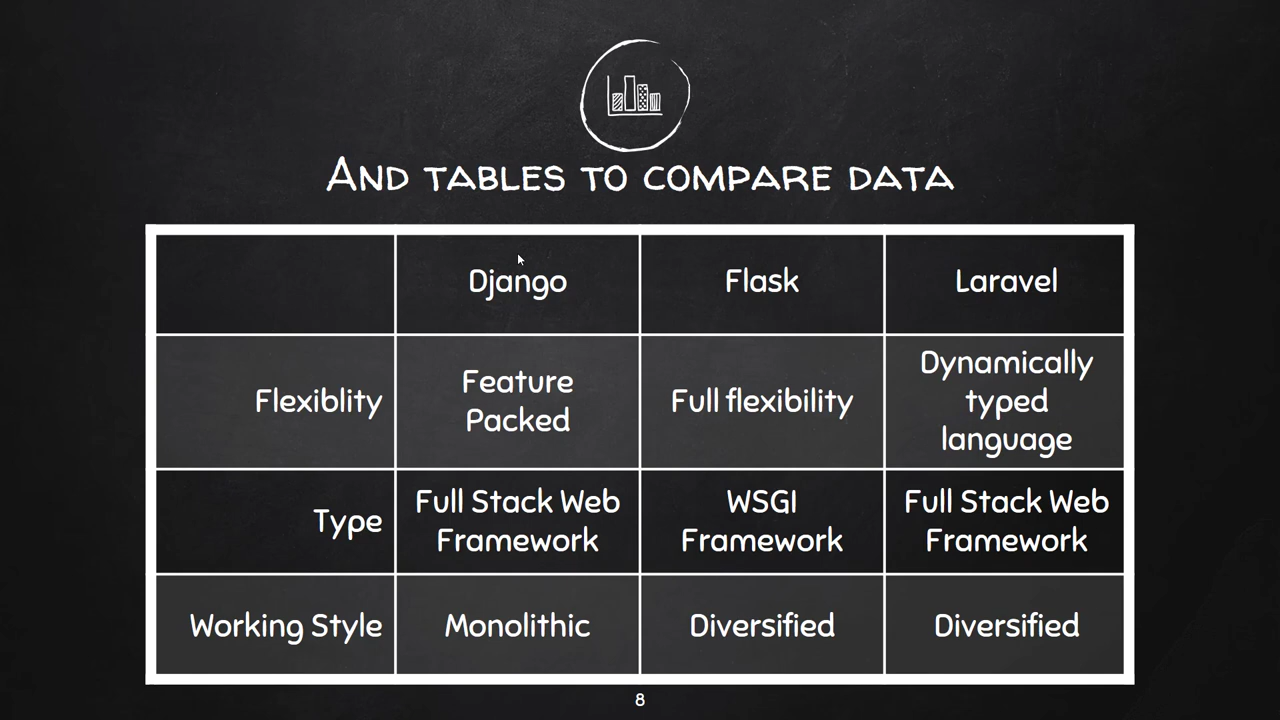 And tables to compare data
Django
Flask
Laravel
Flexiblity
Feature
Packed
Full flexibility
Dynamically
typed
language
Type
Full Stack Web
Framework
WSGI
Framework
Full Stack Web
Framework
Working Style
Monolithic
Diversified
Diversified
8